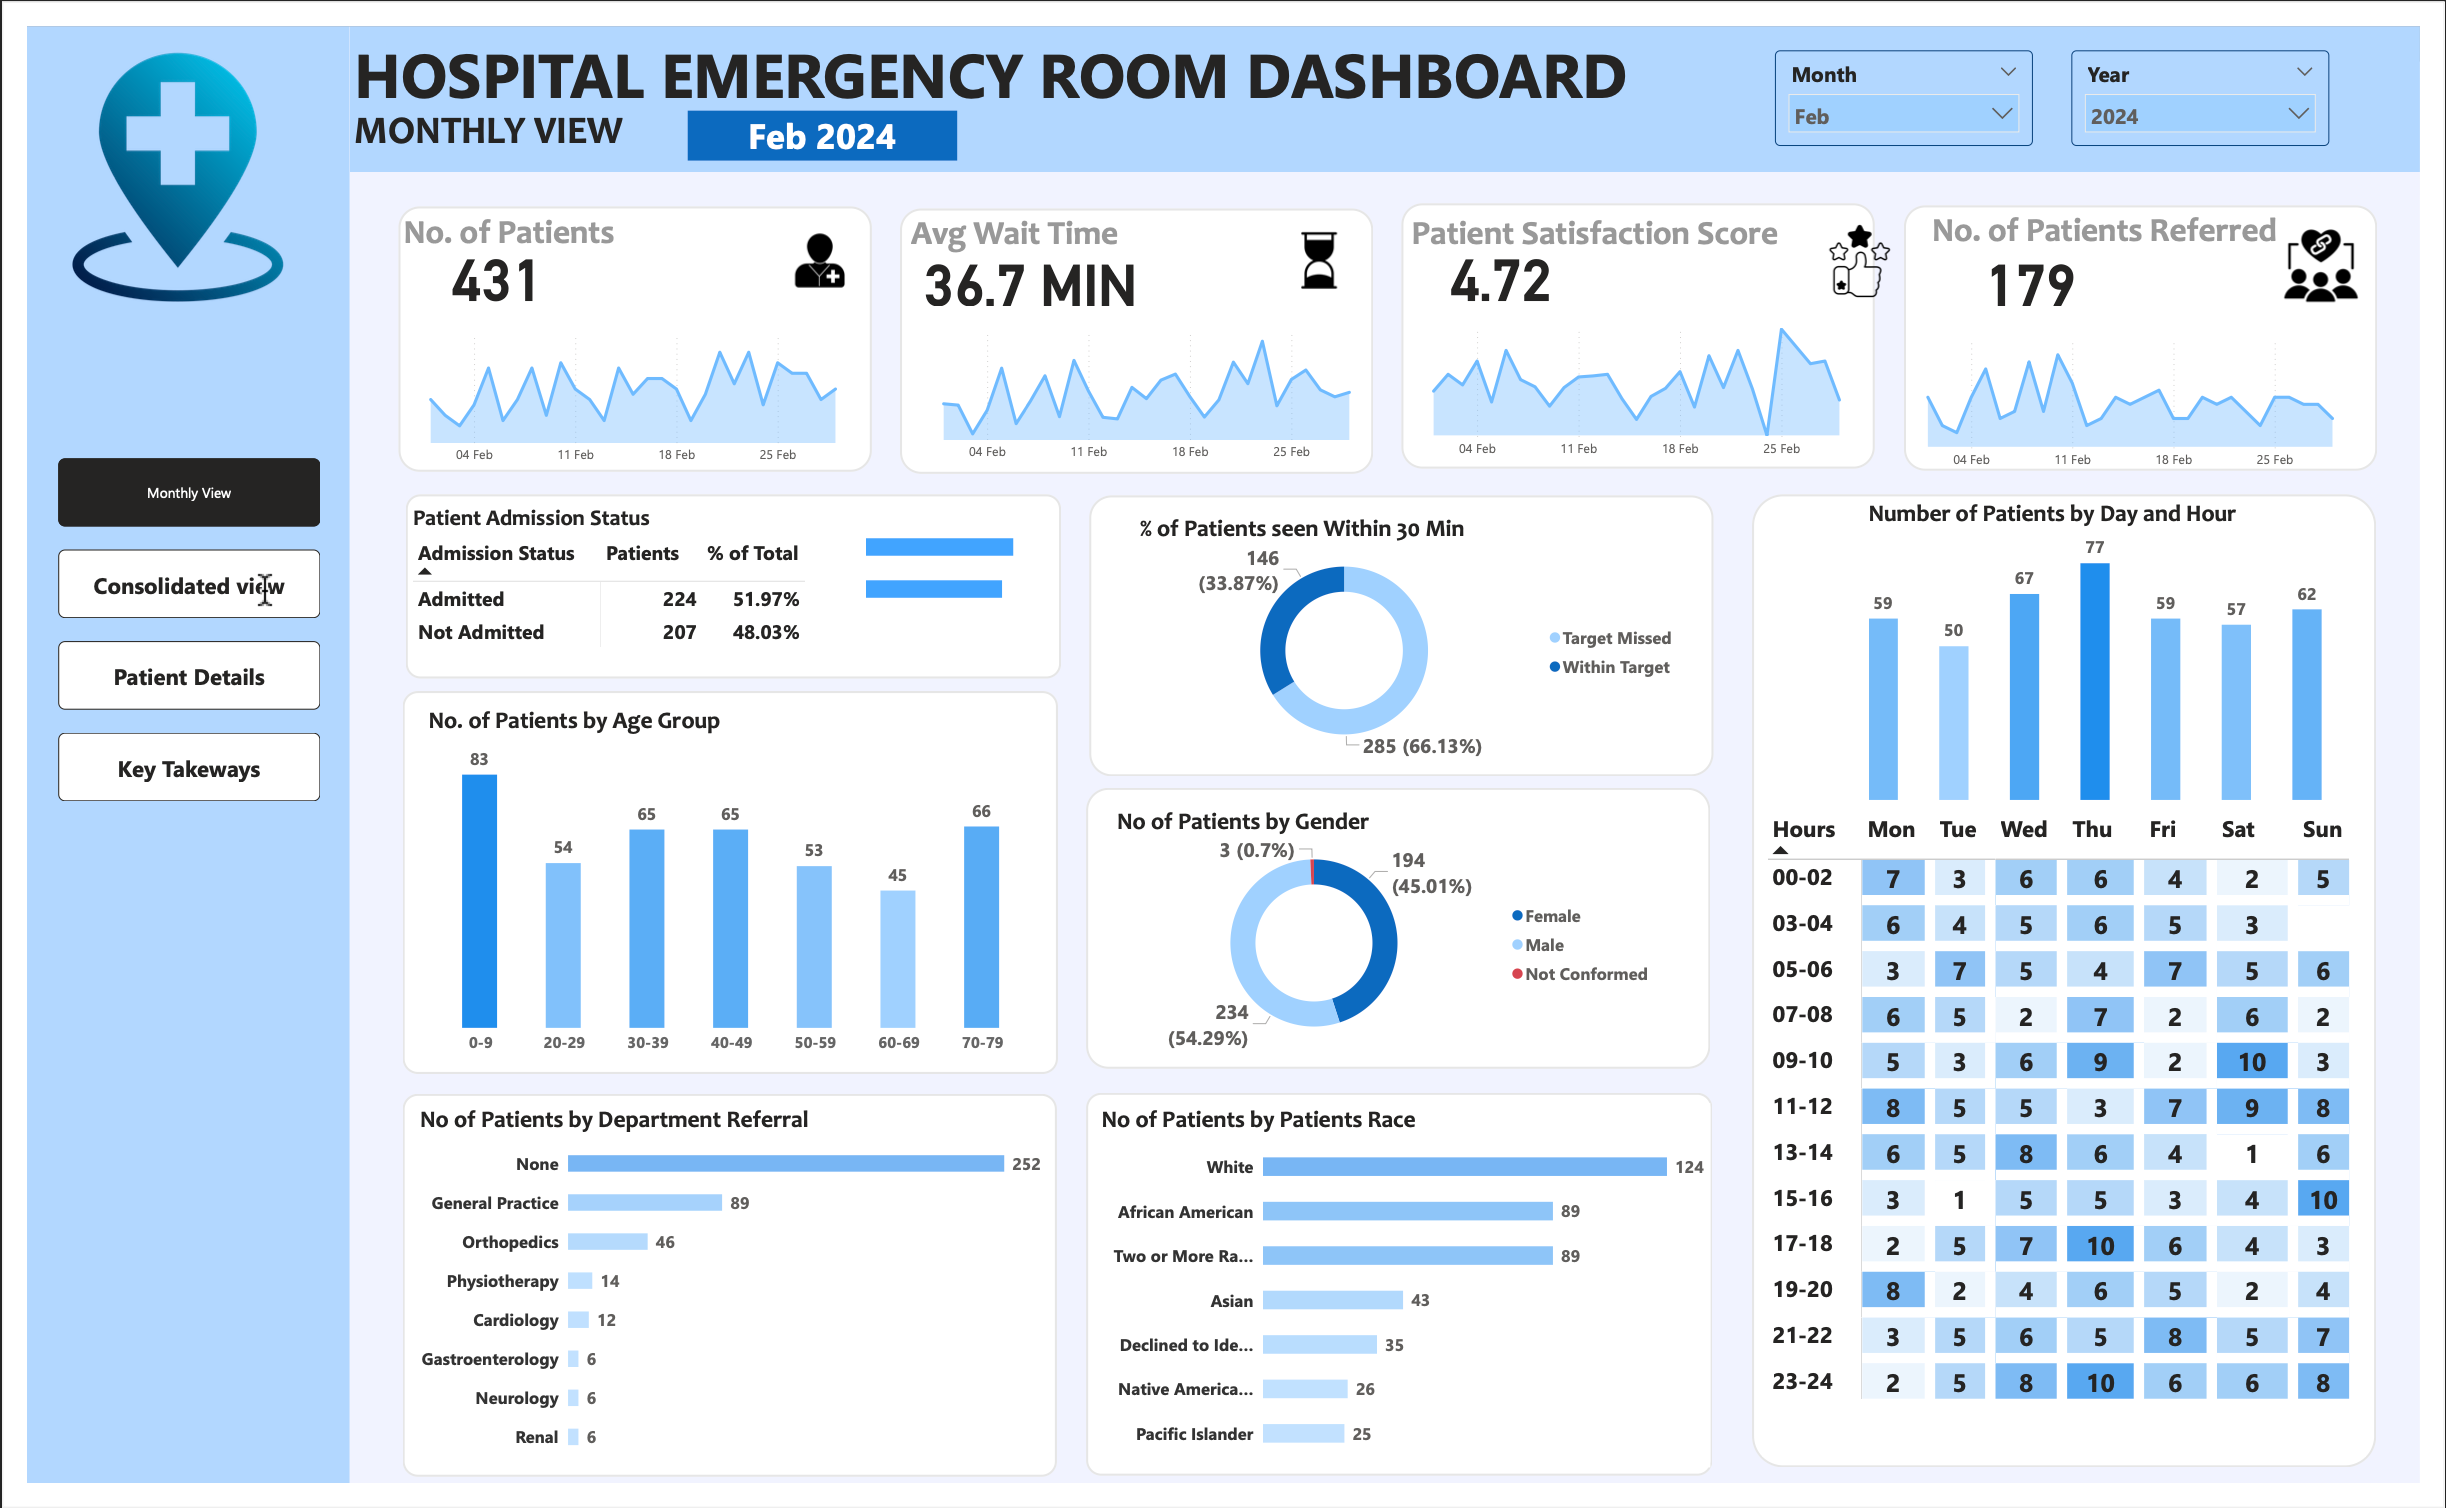 HOSPITAL EMERGENCY ROOM DASHBOARD
MONTHLY VIEW
Feb 2024
Month
Feb
Year
2024
Monthly View
Consolidated view
Patient Details
Key Takeways
No. of Patients
431
04 Feb 11 Feb 18 Feb 25 Feb
Avg Wait Time
36.7 MIN
04 Feb 11 Feb 18 Feb 25 Feb
Patient Satisfaction Score
4.72
04 Feb 11 Feb 18 Feb 25 Feb
No. of Patients Referred
179
04 Feb 11 Feb 18 Feb 25 Feb
Patient Admission Status
Admission Status Patients % of Total
Admitted 224 51.97%
Not Admitted 207 48.03%
No. of Patients by Age Group
83 54 65 65 53 45 66
0-9 20-29 30-39 40-49 50-59 60-69 70-79
No of Patients by Department Referral
None 252
General Practice 89
Orthopedics 46
Physiotherapy 14
Cardiology 12
Gastroenterology 6
Neurology 6
Renal 6
% of Patients seen Within 30 Min
146
(33.87%)
285 (66.13%)
Target Missed
Within Target
No of Patients by Gender
3 (0.7%)
194
(45.01%)
234
(54.29%)
Female
Male
Not Conformed
No of Patients by Patients Race
White 124
African American 89
Two or More Ra... 89
Asian 43
Declined to Ide... 35
Native America... 26
Pacific Islander 25
Number of Patients by Day and Hour
59 50 67 77 59 57 62
Hours Mon Tue Wed Thu Fri Sat Sun
00-02 7 3 6 6 4 2 5
03-04 6 4 5 6 5 3
05-06 3 7 5 4 7 5 6
07-08 6 5 2 7 2 6 2
09-10 5 3 6 9 2 10 3
11-12 8 5 5 3 7 9 8
13-14 6 5 8 6 4 1 6
15-16 3 1 5 5 3 4 10
17-18 2 5 7 10 6 4 3
19-20 8 2 4 6 5 2 4
21-22 3 5 6 5 8 5 7
23-24 2 5 8 10 6 6 8